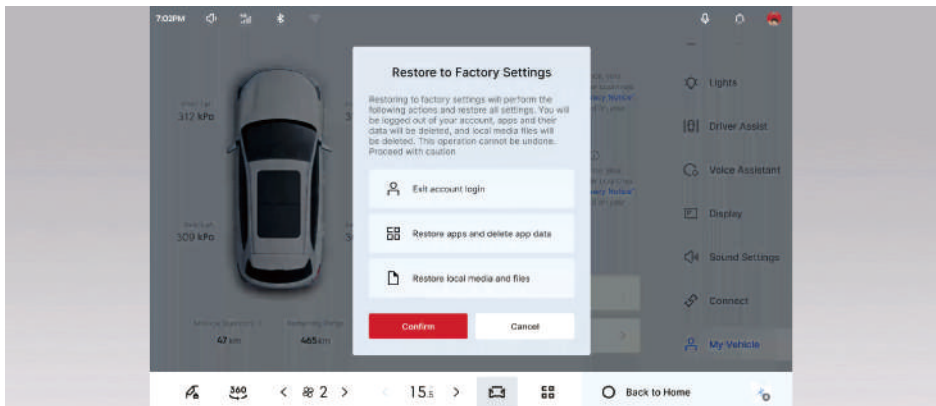 7:02PM
Restore to Factory Settings
Restoring to factory settings will perform the
following actions and restore all settings. You will
be logged out of your account, apps and their
data will be deleted, and local media files will
be deleted. This operation cannot be undone.
Proceed with caution
Exit account login
Restore apps and delete app data
Restore local media and files
Confirm
Cancel
312 kPa
309 kPa
47 km
465 km
Lights
Driver Assist
Voice Assistant
Display
Sound Settings
Connect
My Vehicle
360
< 2 >
< 15.5 >
Back to Home